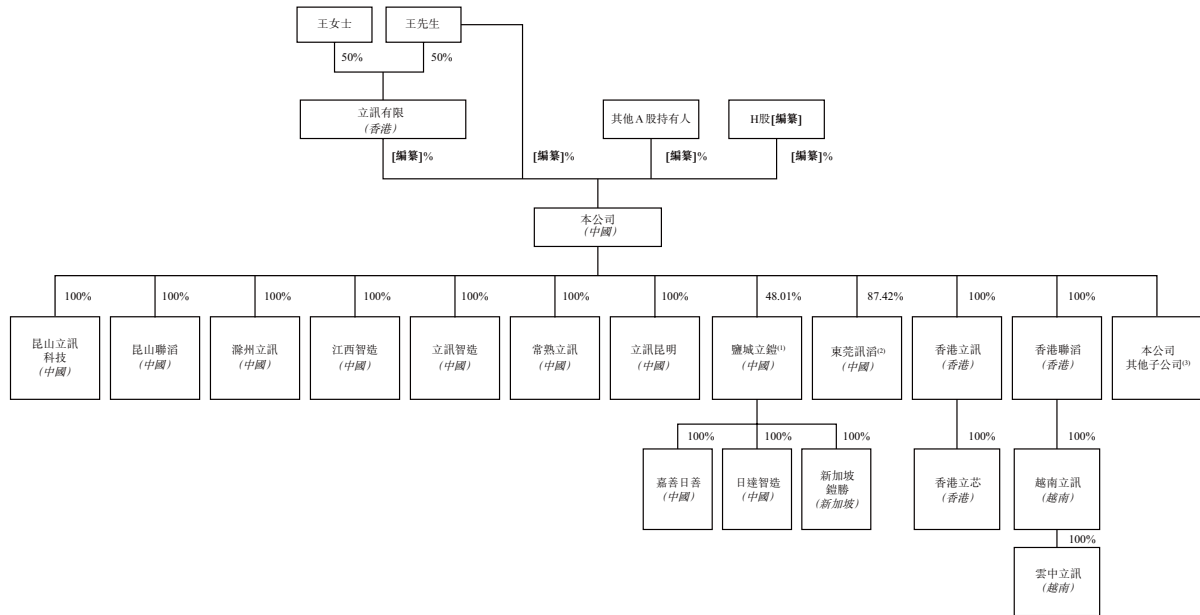 王女士
王先生
50%
50%
立訊有限
（香港）
其他A股持有人
H股[編纂]
[編纂]%
[編纂]%
[編纂]%
[編纂]%
本公司
（中國）
100%
100%
100%
100%
100%
100%
100%
48.01%
87.42%
100%
100%
昆山立訊
科技
（中國）
昆山聯滔
（中國）
滁州立訊
（中國）
江西智造
（中國）
立訊智造
（中國）
常熟立訊
（中國）
立訊昆明
（中國）
鹽城立鎧(1)
（中國）
東莞訊滔(2)
（中國）
香港立訊
（香港）
香港聯滔
（香港）
本公司
其他子公司(3)
100%
100%
100%
100%
100%
嘉善日善
（中國）
日達智造
（中國）
新加坡
鎧勝
（新加坡）
香港立芯
（香港）
越南立訊
（越南）
100%
雲中立訊
（越南）